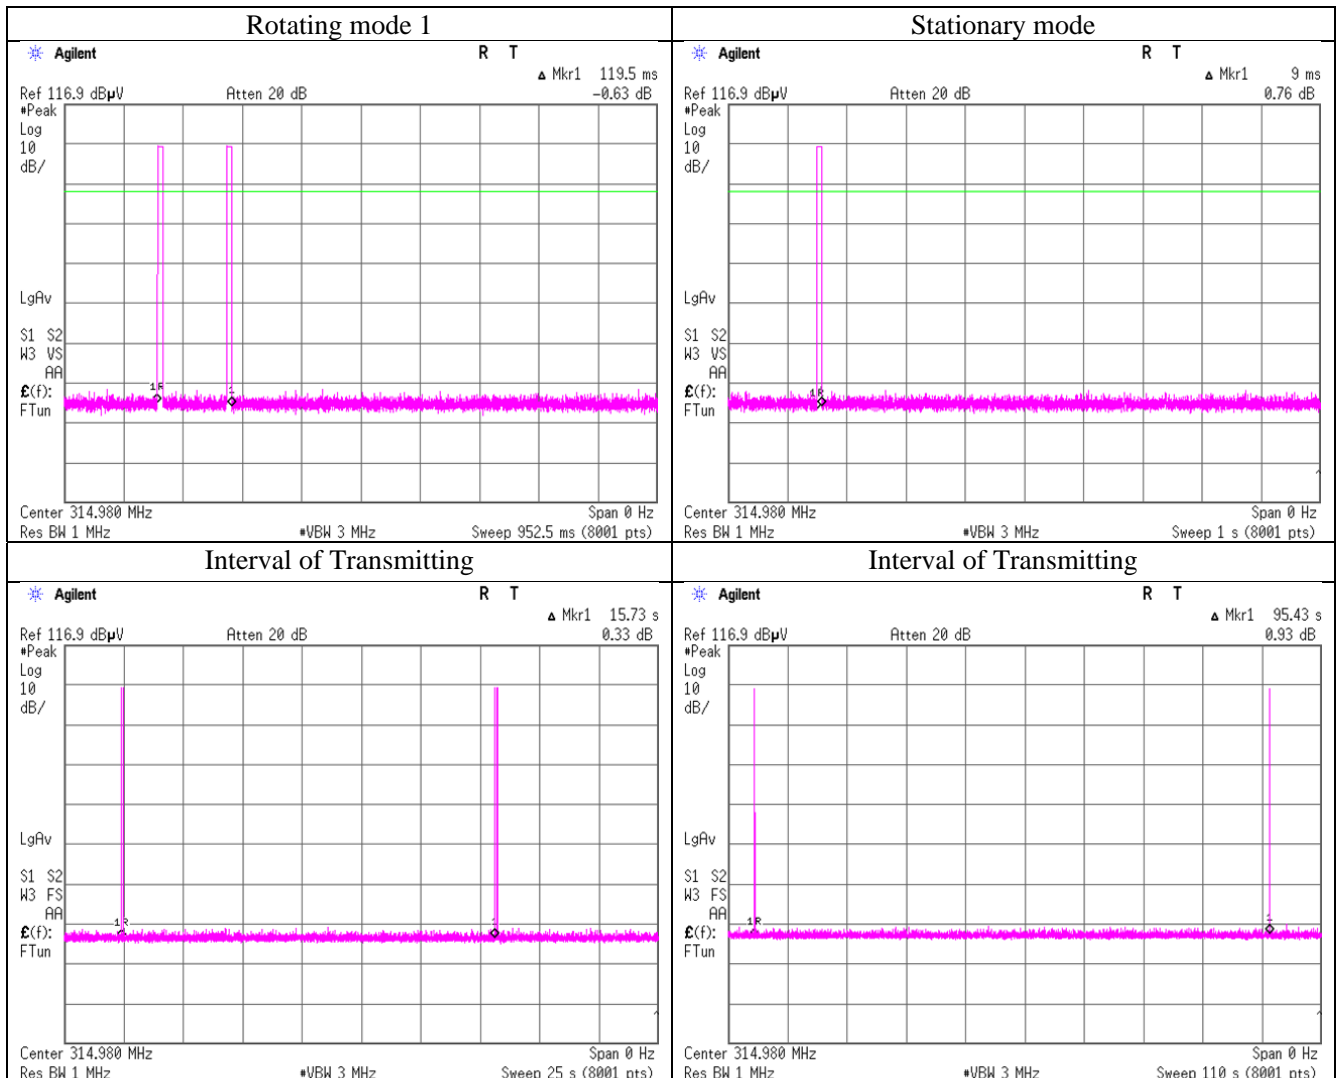 Rotating mode 1
Agilent
R T
Δ Mkr1 119.5 ms
Ref 116.9 dBµV Atten 20 dB -0.63 dB
#Peak
Log
10
dB/
LgAv
S1 S2
W3 VS
AA
£(f):
FTun
1R
1
Center 314.980 MHz Span 0 Hz
Res BW 1 MHz #VBW 3 MHz Sweep 952.5 ms (8001 pts)
Stationary mode
Agilent
R T
Δ Mkr1 9 ms
Ref 116.9 dBµV Atten 20 dB 0.76 dB
#Peak
Log
10
dB/
LgAv
S1 S2
W3 VS
AA
£(f):
FTun
1R
Center 314.980 MHz Span 0 Hz
Res BW 1 MHz #VBW 3 MHz Sweep 1 s (8001 pts)
Interval of Transmitting
Agilent
R T
Δ Mkr1 15.73 s
Ref 116.9 dBµV Atten 20 dB 0.33 dB
#Peak
Log
10
dB/
LgAv
S1 S2
W3 FS
AA
£(f):
FTun
1R
1
Center 314.980 MHz Span 0 Hz
Res BW 1 MHz #VBW 3 MHz Sweep 25 s (8001 pts)
Interval of Transmitting
Agilent
R T
Δ Mkr1 95.43 s
Ref 116.9 dBµV Atten 20 dB 0.93 dB
#Peak
Log
10
dB/
LgAv
S1 S2
W3 FS
AA
£(f):
FTun
1R
1
Center 314.980 MHz Span 0 Hz
Res BW 1 MHz #VBW 3 MHz Sweep 110 s (8001 pts)